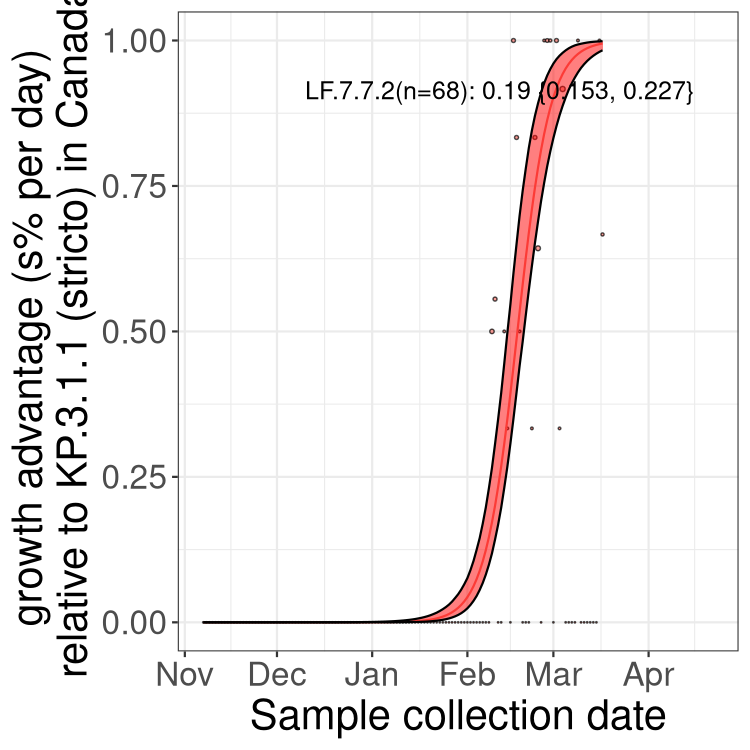 growth advantage (s% per day)
relative to KP.3.1.1 (stricto) in Canada
1.00
0.75
0.50
0.25
0.00
LF.7.7.2(n=68): 0.19 {0.153, 0.227}
Nov Dec Jan Feb Mar Apr
Sample collection date